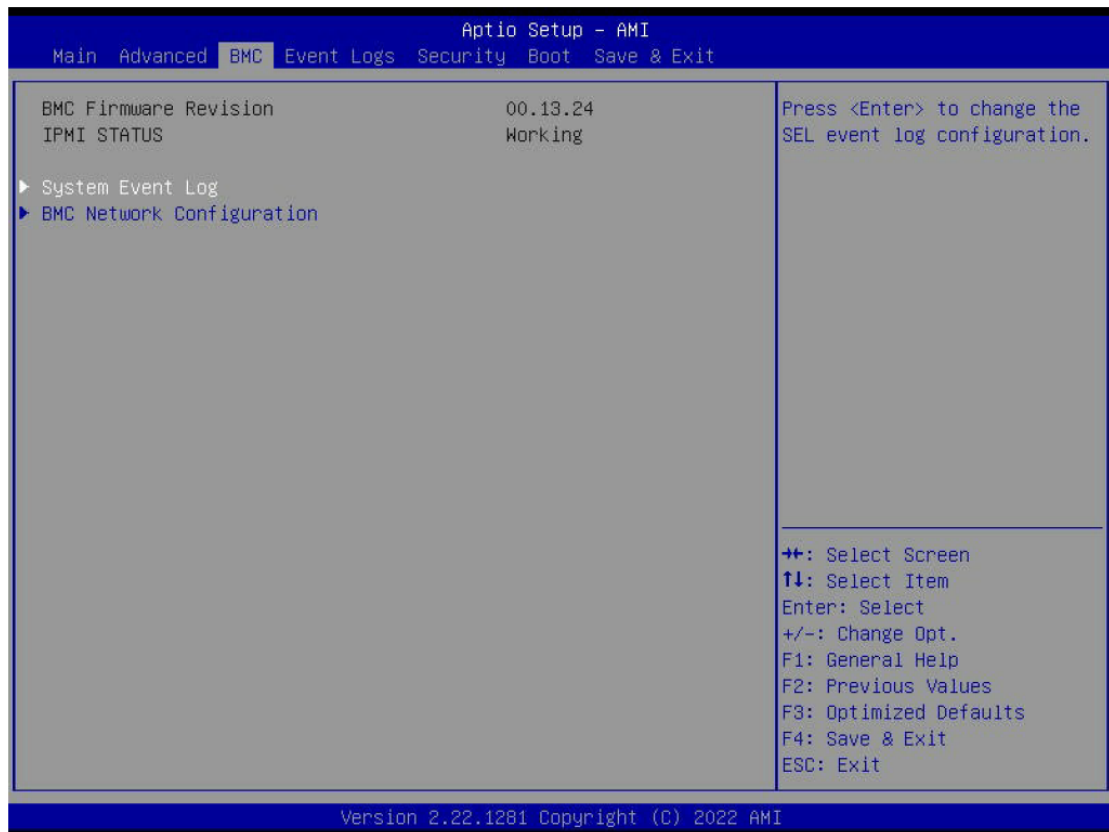 Aptio Setup – AMI
Main Advanced BMC Event Logs Security Boot Save & Exit
BMC Firmware Revision 00.13.24
IPMI STATUS Working
System Event Log
BMC Network Configuration
Press <Enter> to change the
SEL event log configuration.
→←: Select Screen
↑↓: Select Item
Enter: Select
+/-: Change Opt.
F1: General Help
F2: Previous Values
F3: Optimized Defaults
F4: Save & Exit
ESC: Exit
Version 2.22.1281 Copyright (C) 2022 AMI